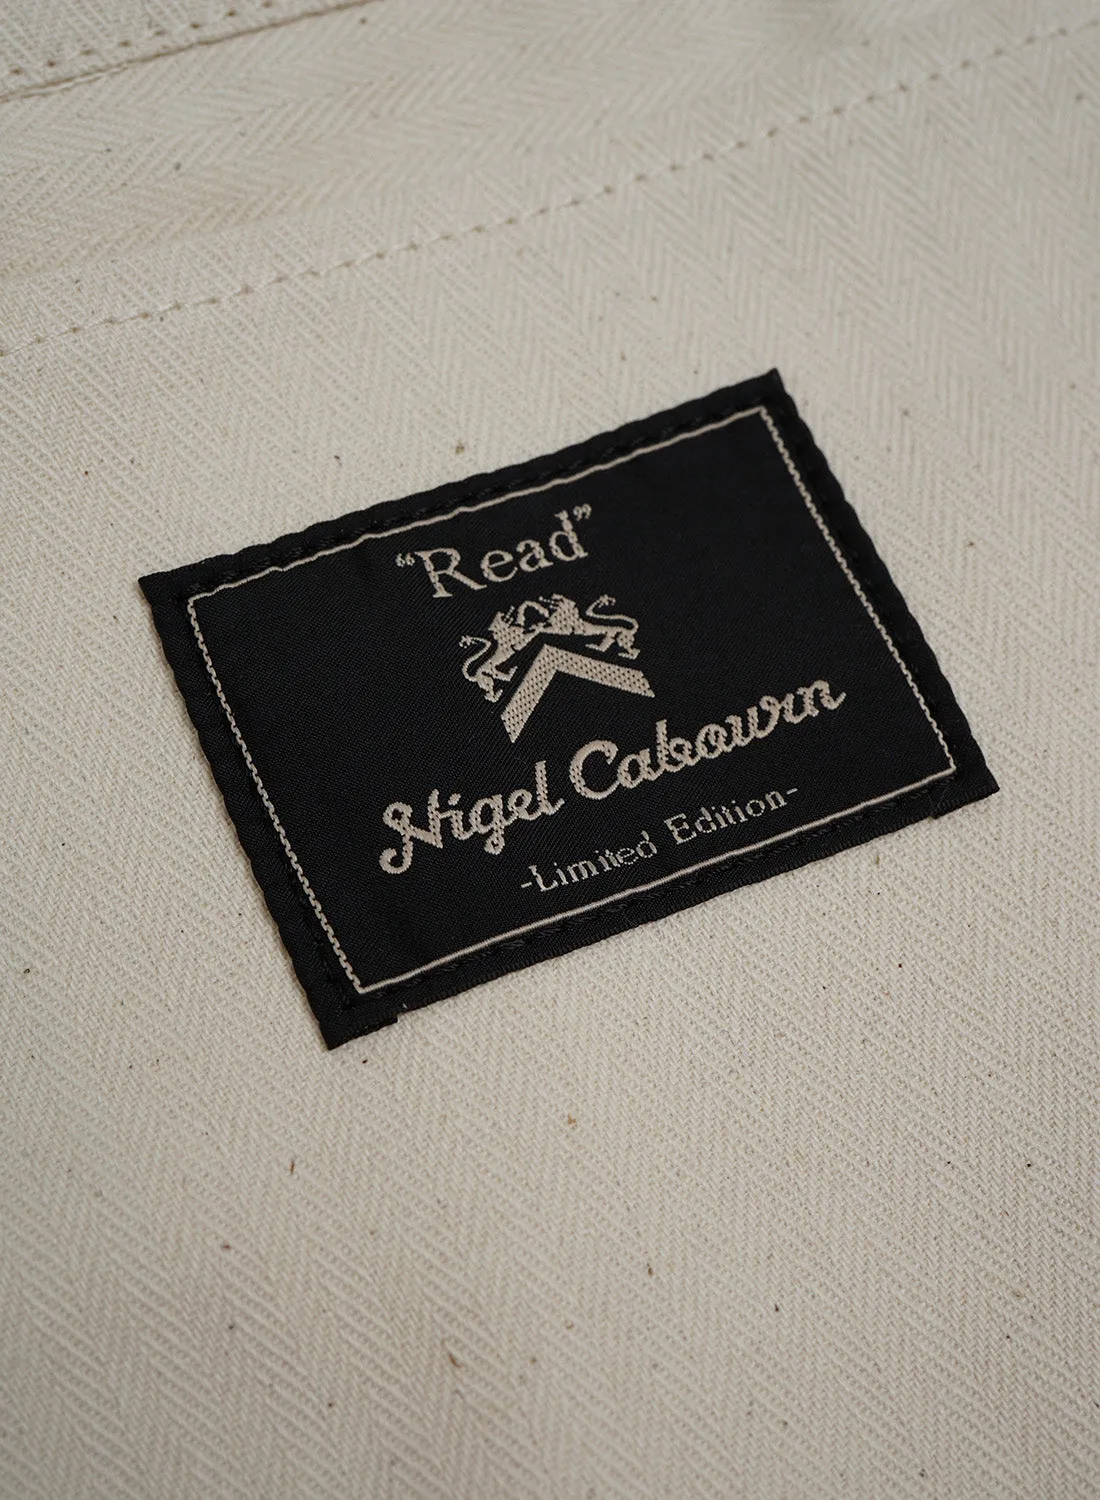 “Read”
Nigel Cabourn
-Limited Edition-